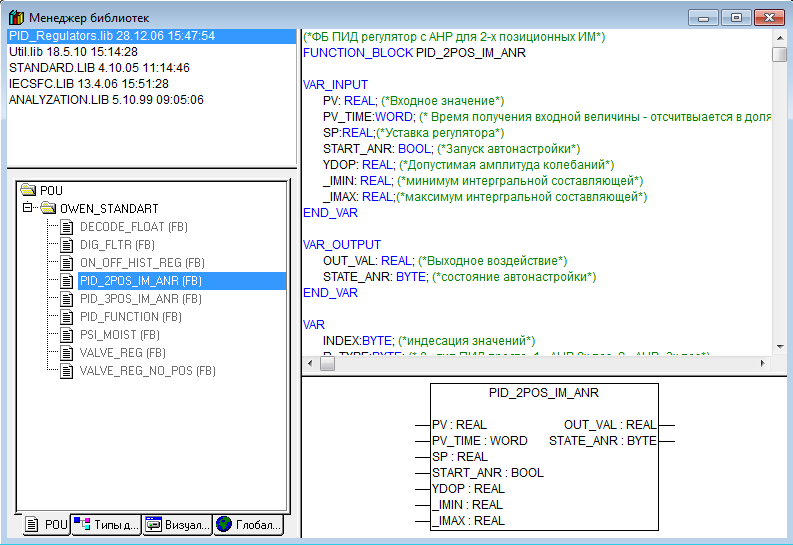 Менеджер библиотек
PID_Regulators.lib 28.12.06 15:47:54
Util.lib 18.5.10 15:14:28
STANDARD.LIB 4.10.05 11:14:46
IECSFC.LIB 13.4.06 15:51:28
ANALYZATION.LIB 5.10.99 09:05:06
POU
OWEN_STANDART
DECODE_FLOAT (FB)
DIG_FLTR (FB)
ON_OFF_HIST_REG (FB)
PID_2POS_IM_ANR (FB)
PID_3POS_IM_ANR (FB)
PID_FUNCTION (FB)
PSI_MOIST (FB)
VALVE_REG (FB)
VALVE_REG_NO_POS (FB)
POU Типы д... Визуал... Глобал...
(*ФБ ПИД регулятор с АНР для 2-х позиционных ИМ*)
FUNCTION_BLOCK PID_2POS_IM_ANR
VAR_INPUT
PV: REAL; (*Входное значение*)
PV_TIME:WORD; (* Время получения входной величины - отсчитвыается в доля
SP:REAL;(*Уставка регулятора*)
START_ANR: BOOL; (*Запуск автонастройки*)
YDOP: REAL; (*Допустимая амплитуда колебаний*)
_IMIN: REAL; (*минимум интергральной составляющей*)
_IMAX: REAL;(*максимум интергральной составляющей*)
END_VAR
VAR_OUTPUT
OUT_VAL: REAL; (*Выходное воздействие*)
STATE_ANR: BYTE; (*состояние автонастройки*)
END_VAR
VAR
INDEX:BYTE; (*индесация значений*)
PID_2POS_IM_ANR
PV : REAL OUT_VAL : REAL
PV_TIME : WORD STATE_ANR : BYTE
SP : REAL
START_ANR : BOOL
YDOP : REAL
_IMIN : REAL
_IMAX : REAL